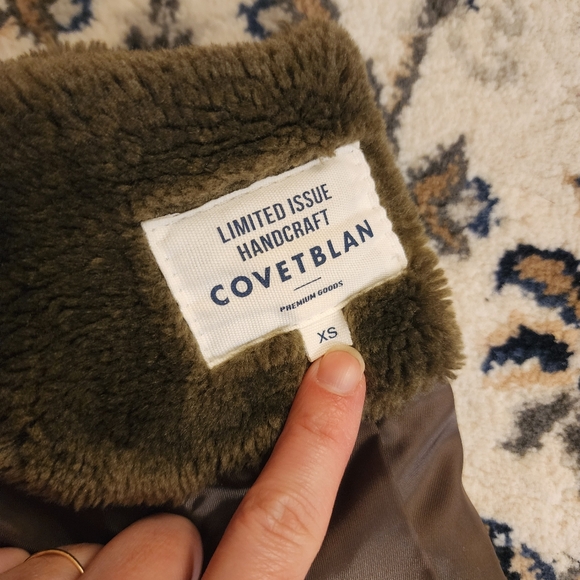 LIMITED ISSUE
HANDCRAFT
COVETBLAN
PREMIUM GOODS
XS